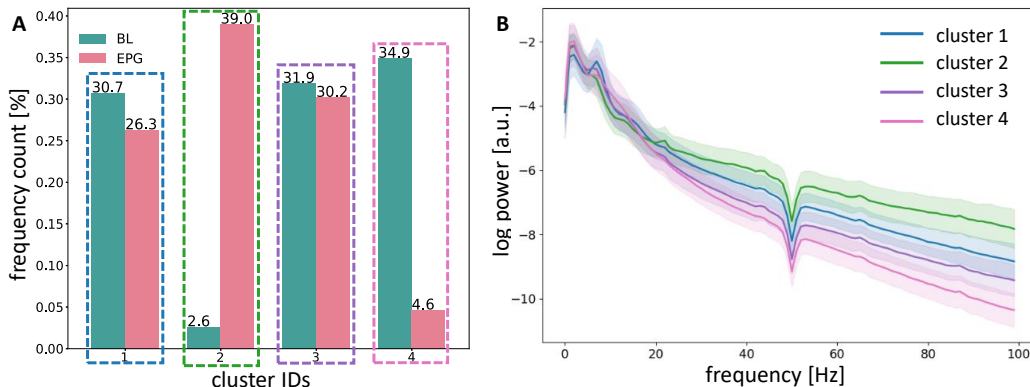 A
BL
EPG
frequency count [%]
0.40
0.35
0.30
0.25
0.20
0.15
0.10
0.05
0.00
30.7
26.3
2.6
39.0
31.9
30.2
34.9
4.6
1
2
3
4
cluster IDs
B
cluster 1
cluster 2
cluster 3
cluster 4
log power [a.u.]
−2
−4
−6
−8
−10
0
20
40
60
80
100
frequency [Hz]